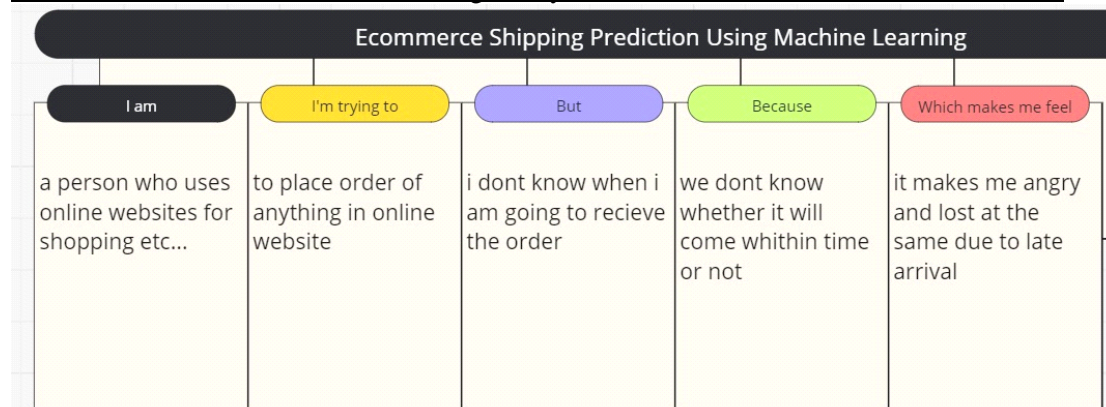 Ecommerce Shipping Prediction Using Machine Learning
I am
a person who uses
online websites for
shopping etc...
I'm trying to
to place order of
anything in online
website
But
i dont know when i
am going to recieve
the order
Because
we dont know
whether it will
come whithin time
or not
Which makes me feel
it makes me angry
and lost at the
same due to late
arrival